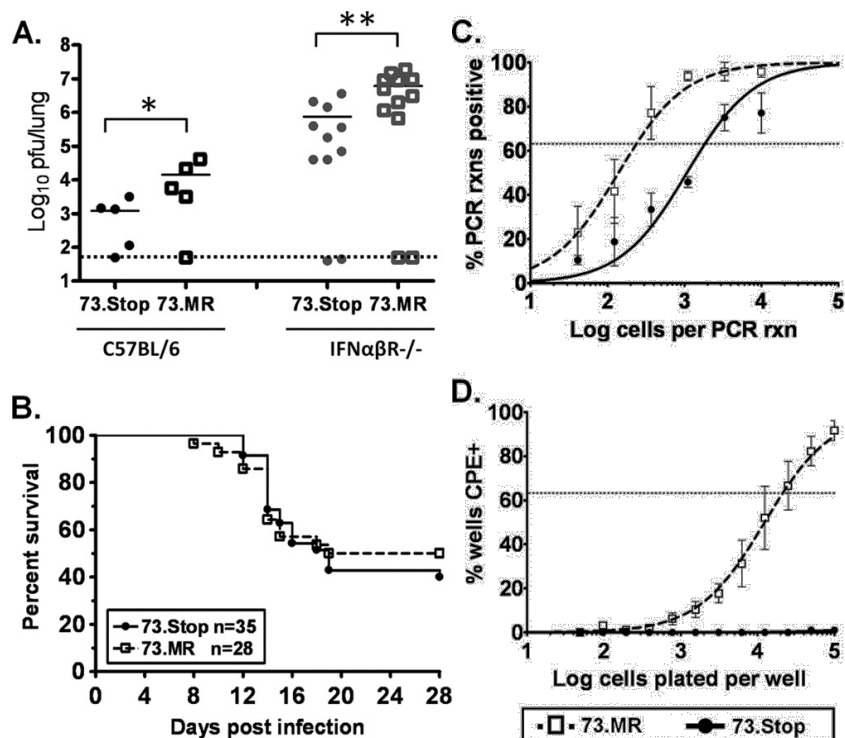 A.
*
**
Log10 pfu/lung
8
7
6
5
4
3
2
1
73.Stop 73.MR
73.Stop 73.MR
C57BL/6
IFNαβR-/-
B.
Percent survival
100
80
60
40
20
0
73.Stop n=35
73.MR n=28
0 4 8 12 16 20 24 28
Days post infection
C.
% PCR rxns positive
100
80
60
40
20
0
1 2 3 4 5
Log cells per PCR rxn
D.
% wells CPE+
100
80
60
40
20
0
1 2 3 4 5
Log cells plated per well
73.MR 73.Stop